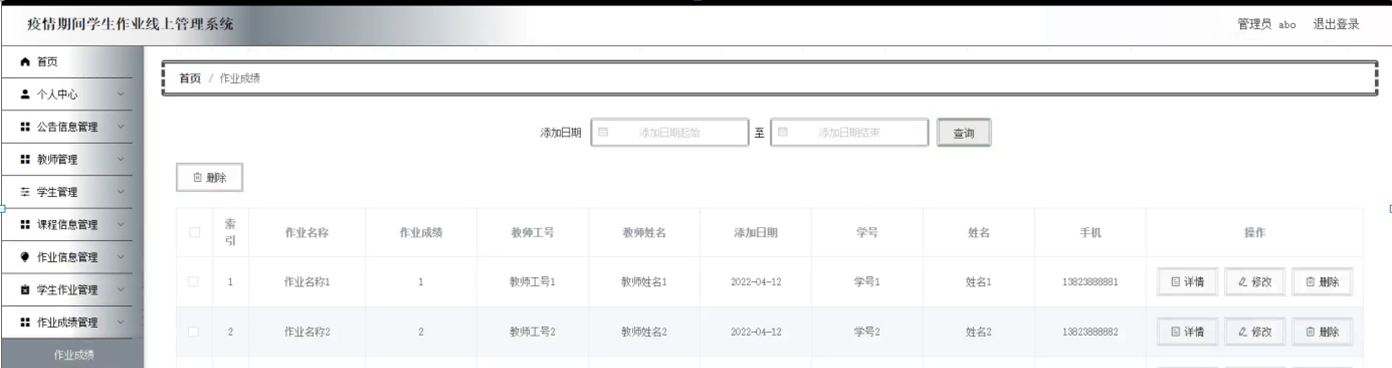 疫情期间学生作业线上管理系统
管理员 abo 退出登录
首页
个人中心
公告信息管理
教师管理
学生管理
课程信息管理
作业信息管理
学生作业管理
作业成绩管理
作业成绩
首页 / 作业成绩
添加日期 添加日期起始 至 添加日期结束 查询
删除
索引 作业名称 作业成绩 教师工号 教师姓名 添加日期 学号 姓名 手机 操作
1 作业名称1 1 教师工号1 教师姓名1 2022-04-12 学号1 姓名1 13823888881 详情 修改 删除
2 作业名称2 2 教师工号2 教师姓名2 2022-04-12 学号2 姓名2 13823888882 详情 修改 删除